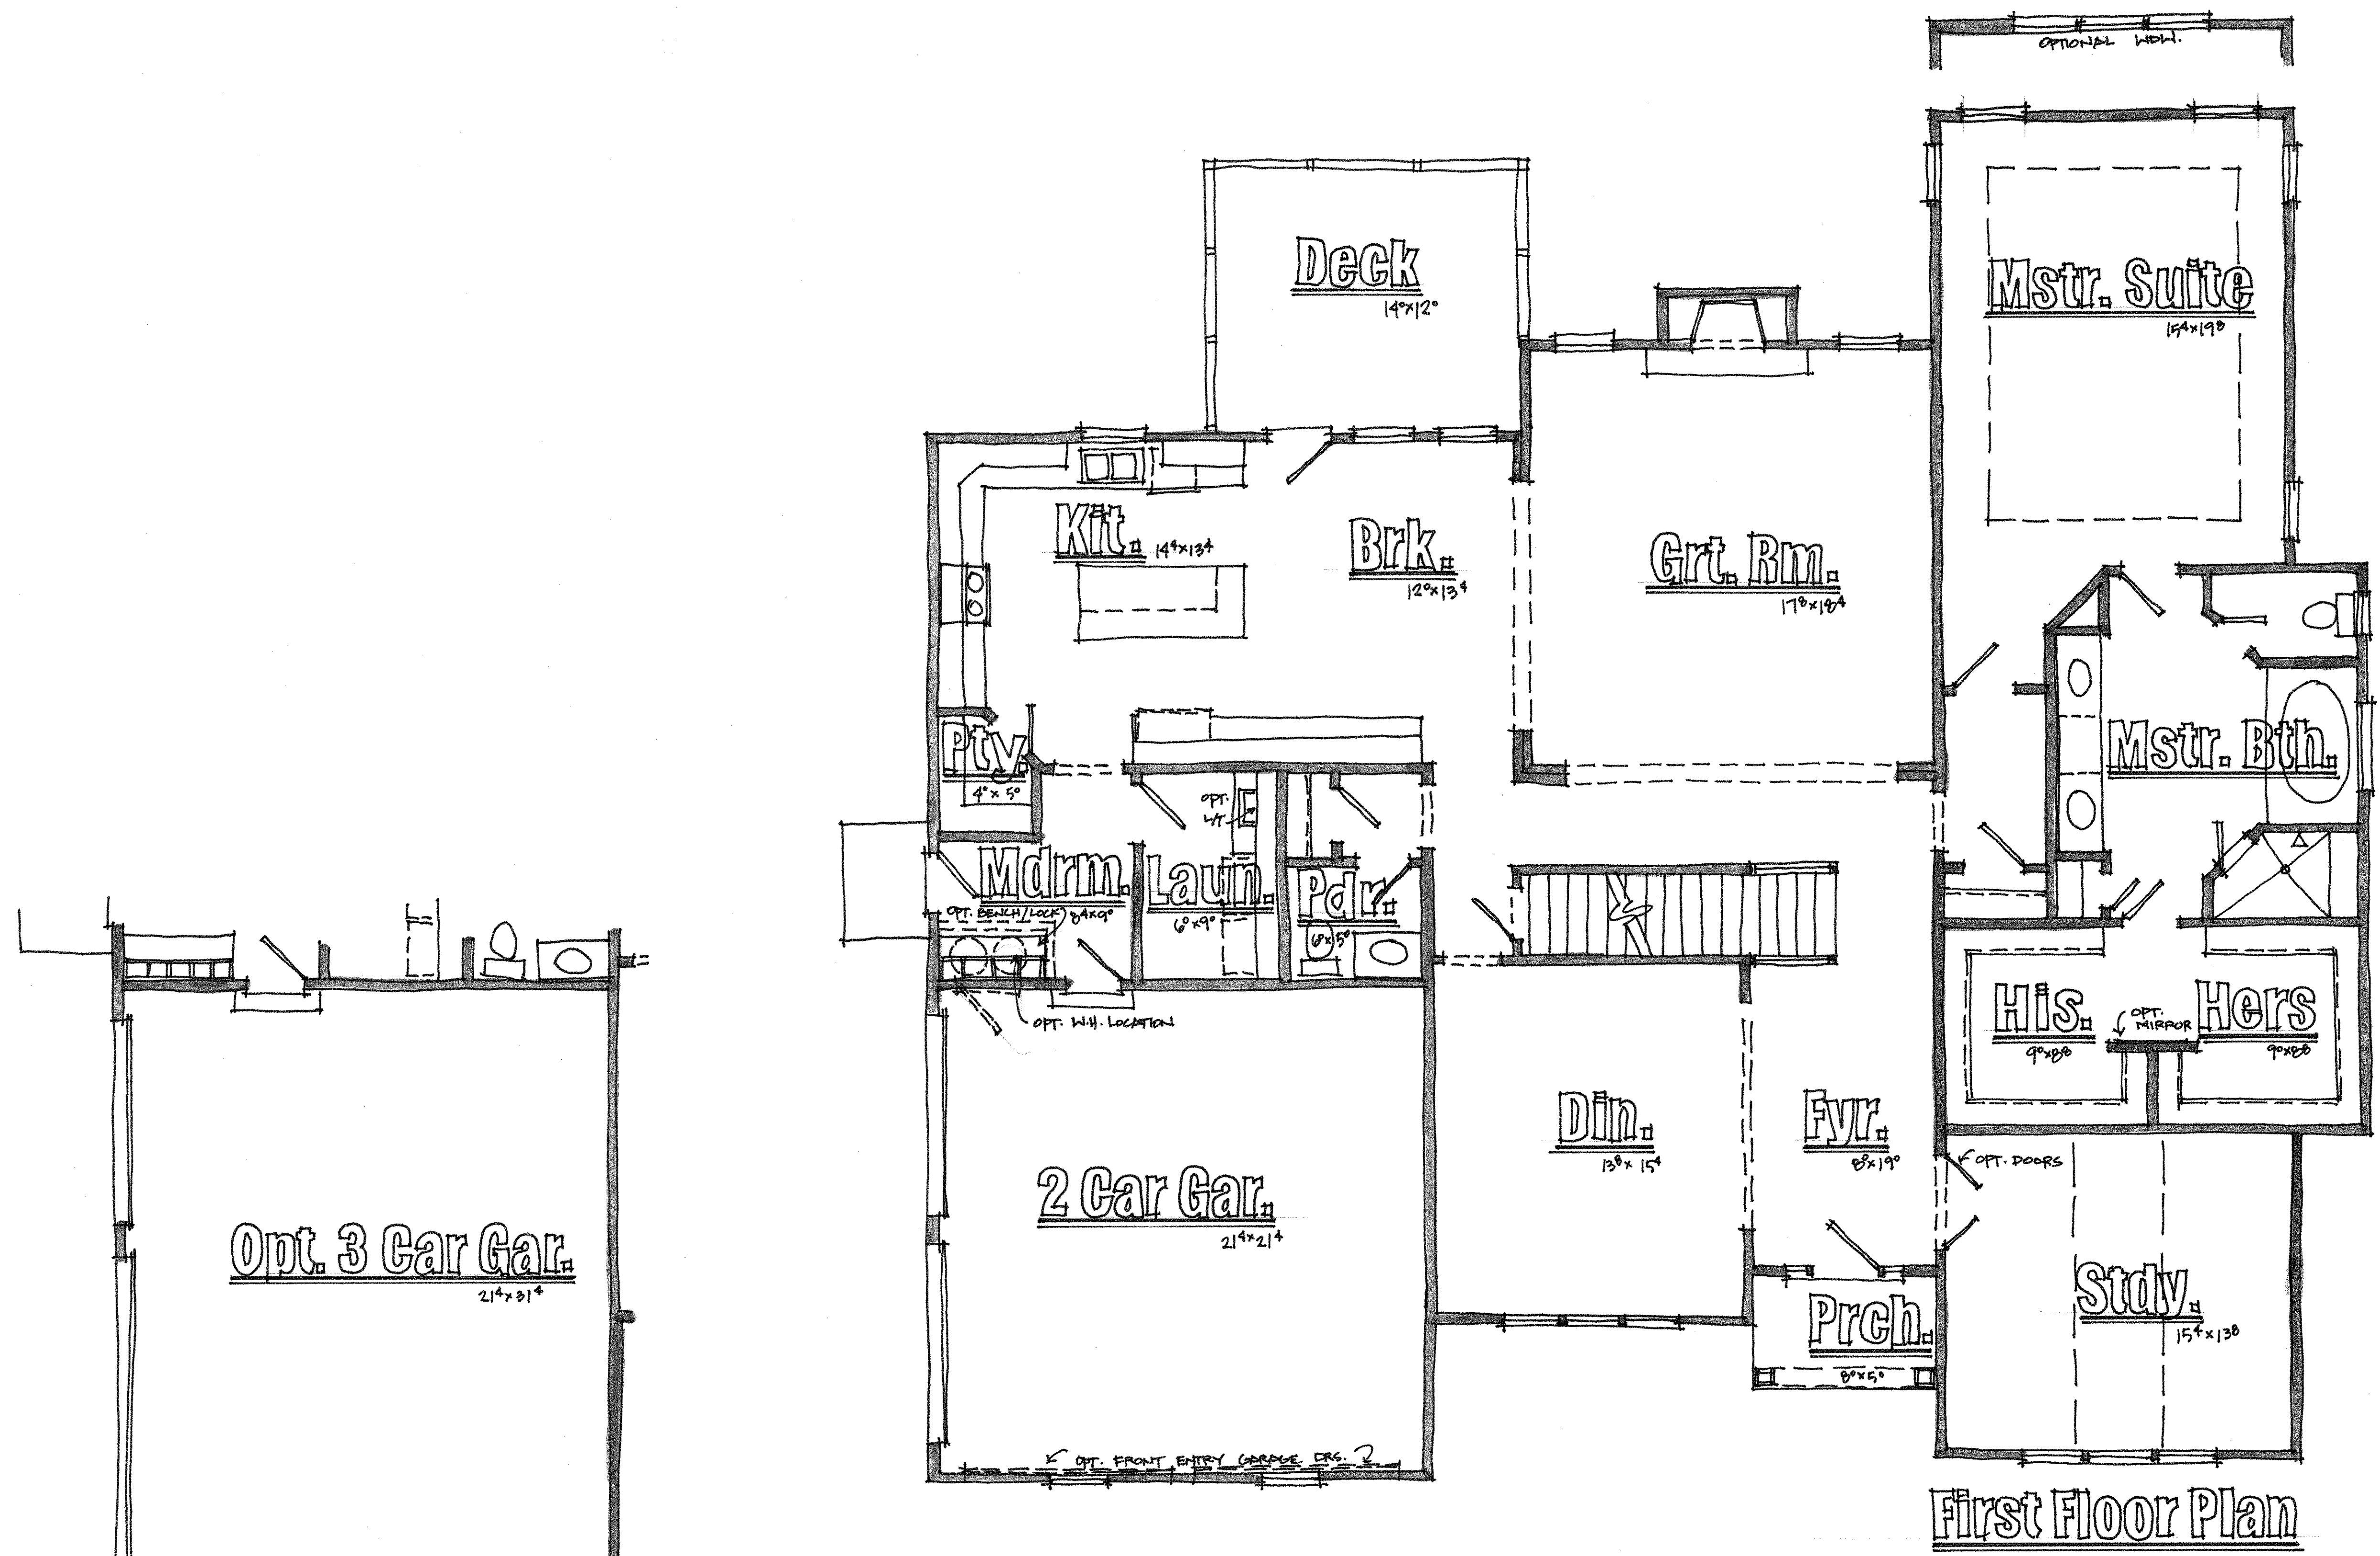 OPTIONAL WDW.
Deck
14⁰x12⁰
Mstr. Suite
15⁴x19⁸
Kit.
14⁴x13⁴
Brk.
12⁰x13⁴
Grt. Rm.
17⁸x18⁴
Pty.
4⁰x5⁰
Mstr. Bth.
OPT.
L/T
Mdrm.
8⁴x9⁰
OPT. BENCH/LOCK
Laun.
6⁰x9⁰
Pdr.
6⁰x5⁰
OPT. W.H. LOCATION
His.
9⁰x8⁸
OPT.
MIRROR
Hers
9⁰x8⁸
Din.
13⁸x15⁴
Fyr.
8⁰x19⁰
OPT. DOORS
2 Car Gar.
21⁴x21⁴
Opt. 3 Car Gar.
21⁴x31⁴
Stdy.
15⁴x13⁸
Prch.
8⁰x5⁰
OPT. FRONT ENTRY GARAGE DRS.
First Floor Plan